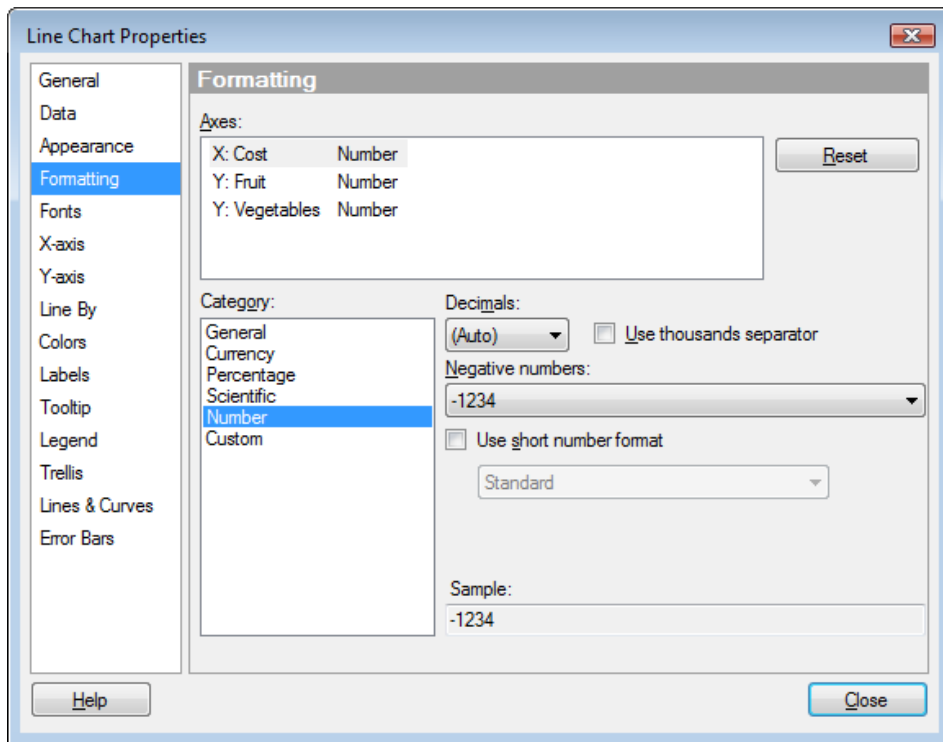 Line Chart Properties
General
Data
Appearance
Formatting
Fonts
X-axis
Y-axis
Line By
Colors
Labels
Tooltip
Legend
Trellis
Lines & Curves
Error Bars
Formatting
Axes:
X: Cost Number
Y: Fruit Number
Y: Vegetables Number
Reset
Category:
General
Currency
Percentage
Scientific
Number
Custom
Decimals:
(Auto) Use thousands separator
Negative numbers:
-1234
Use short number format
Standard
Sample:
-1234
Help
Close